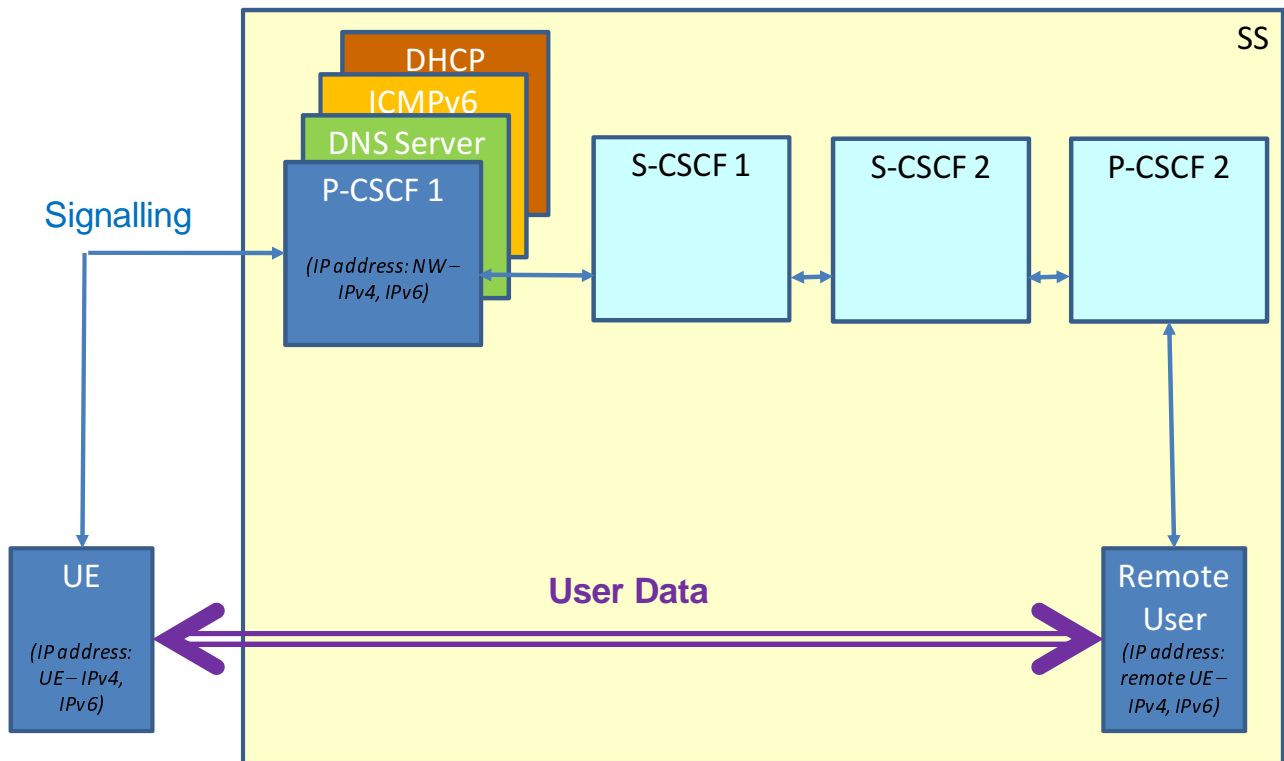 SS
DHCP
ICMPv6
DNS Server
P-CSCF 1
(IP address: NW –
IPv4, IPv6)
S-CSCF 1
S-CSCF 2
P-CSCF 2
Signalling
UE
(IP address:
UE – IPv4,
IPv6)
User Data
Remote
User
(IP address:
remote UE –
IPv4, IPv6)